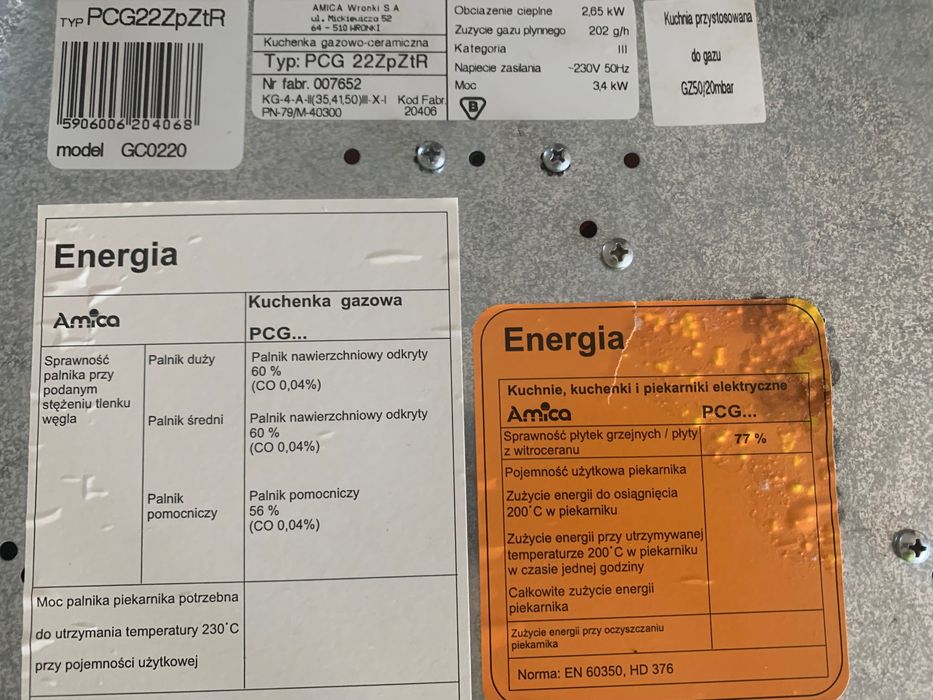 TYP PCG22ZpZtR
5906006 204068
model GC0220
AMICA Wronki S A
ul. Mickiewicza 52
64 - 510 WRONKI
Kuchenka gazowo-ceramiczna
Typ: PCG 22ZpZtR
Nr fabr. 007652
KG-4-A-II(35,41,50)III-X-I Kod Fabr.
PN-79/M-40300 20406
Obciazenie cieplne 2,65 kW
Zuzycie gazu plynnego 202 g/h
Kategoria III
Napiecie zasilania ~230V 50Hz
Moc 3,4 kW
B
Kuchnia przystosowana
do gazu
GZ50/20mbar
Energia
Amica
Kuchenka gazowa
PCG...
Sprawność
palnika przy
podanym
stężeniu tlenku
węgla
Palnik duży
Palnik nawierzchniowy odkryty
60 %
(CO 0,04%)
Palnik średni
Palnik nawierzchniowy odkryty
60 %
(CO 0,04%)
Palnik
pomocniczy
Palnik pomocniczy
56 %
(CO 0,04%)
Moc palnika piekarnika potrzebna
do utrzymania temperatury 230°C
przy pojemności użytkowej
Energia
Kuchnie, kuchenki i piekarniki elektryczne
Amica PCG...
Sprawność płytek grzejnych / płyty
z witroceranu
77 %
Pojemność użytkowa piekarnika
Zużycie energii do osiągnięcia
200°C w piekarniku
Zużycie energii przy utrzymywanej
temperaturze 200°C w piekarniku
w czasie jednej godziny
Całkowite zużycie energii
piekarnika
Zużycie energii przy oczyszczaniu
piekarnika
Norma: EN 60350, HD 376